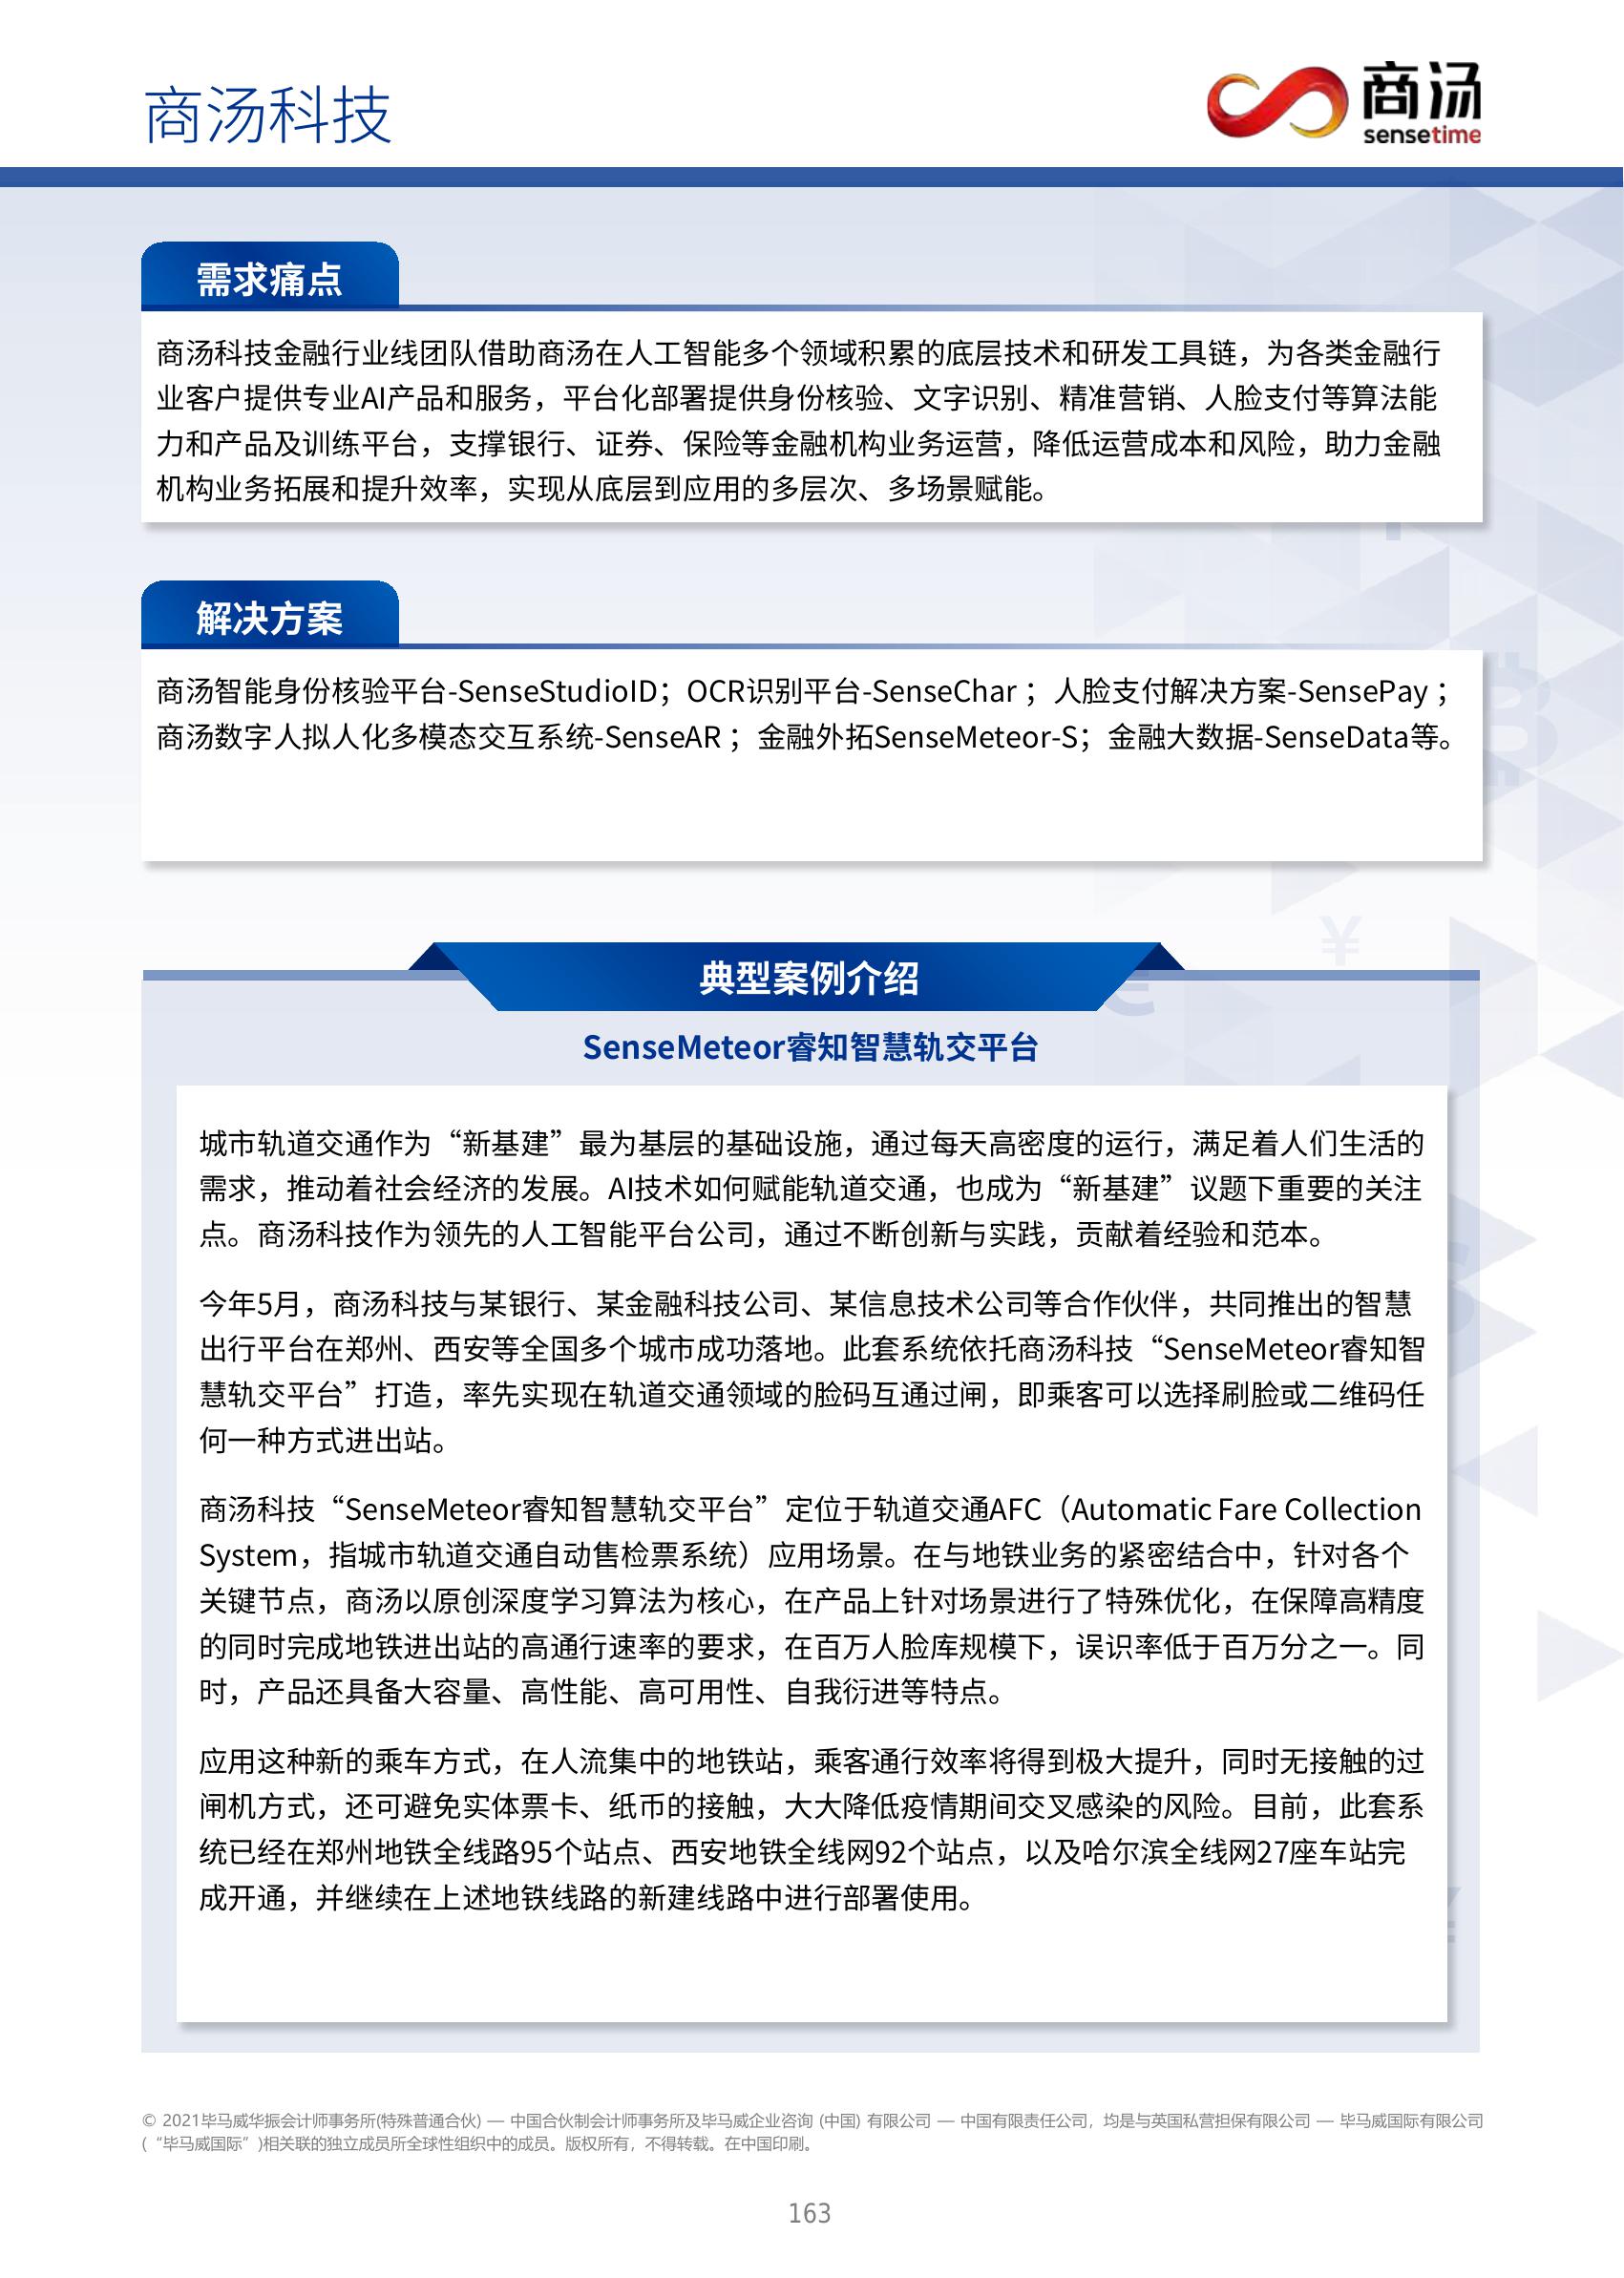 商汤科技
商汤
sensetime
需求痛点
商汤科技金融行业线团队借助商汤在人工智能多个领域积累的底层技术和研发工具链，为各类金融行
业客户提供专业AI产品和服务，平台化部署提供身份核验、文字识别、精准营销、人脸支付等算法能
力和产品及训练平台，支撑银行、证券、保险等金融机构业务运营，降低运营成本和风险，助力金融
机构业务拓展和提升效率，实现从底层到应用的多层次、多场景赋能。
解决方案
商汤智能身份核验平台-SenseStudioID；OCR识别平台-SenseChar ；人脸支付解决方案-SensePay ；
商汤数字人拟人化多模态交互系统-SenseAR ；金融外拓SenseMeteor-S；金融大数据-SenseData等。
典型案例介绍
SenseMeteor睿知智慧轨交平台
城市轨道交通作为“新基建”最为基层的基础设施，通过每天高密度的运行，满足着人们生活的
需求，推动着社会经济的发展。AI技术如何赋能轨道交通，也成为“新基建”议题下重要的关注
点。商汤科技作为领先的人工智能平台公司，通过不断创新与实践，贡献着经验和范本。
今年5月，商汤科技与某银行、某金融科技公司、某信息技术公司等合作伙伴，共同推出的智慧
出行平台在郑州、西安等全国多个城市成功落地。此套系统依托商汤科技“SenseMeteor睿知智
慧轨交平台”打造，率先实现在轨道交通领域的脸码互通过闸，即乘客可以选择刷脸或二维码任
何一种方式进出站。
商汤科技“SenseMeteor睿知智慧轨交平台”定位于轨道交通AFC（Automatic Fare Collection
System，指城市轨道交通自动售检票系统）应用场景。在与地铁业务的紧密结合中，针对各个
关键节点，商汤以原创深度学习算法为核心，在产品上针对场景进行了特殊优化，在保障高精度
的同时完成地铁进出站的高通行速率的要求，在百万人脸库规模下，误识率低于百万分之一。同
时，产品还具备大容量、高性能、高可用性、自我衍进等特点。
应用这种新的乘车方式，在人流集中的地铁站，乘客通行效率将得到极大提升，同时无接触的过
闸机方式，还可避免实体票卡、纸币的接触，大大降低疫情期间交叉感染的风险。目前，此套系
统已经在郑州地铁全线路95个站点、西安地铁全线网92个站点，以及哈尔滨全线网27座车站完
成开通，并继续在上述地铁线路的新建线路中进行部署使用。
© 2021毕马威华振会计师事务所(特殊普通合伙) — 中国合伙制会计师事务所及毕马威企业咨询 (中国) 有限公司 — 中国有限责任公司，均是与英国私营担保有限公司 — 毕马威国际有限公司
(“毕马威国际”)相关联的独立成员所全球性组织中的成员。版权所有，不得转载。在中国印刷。
163